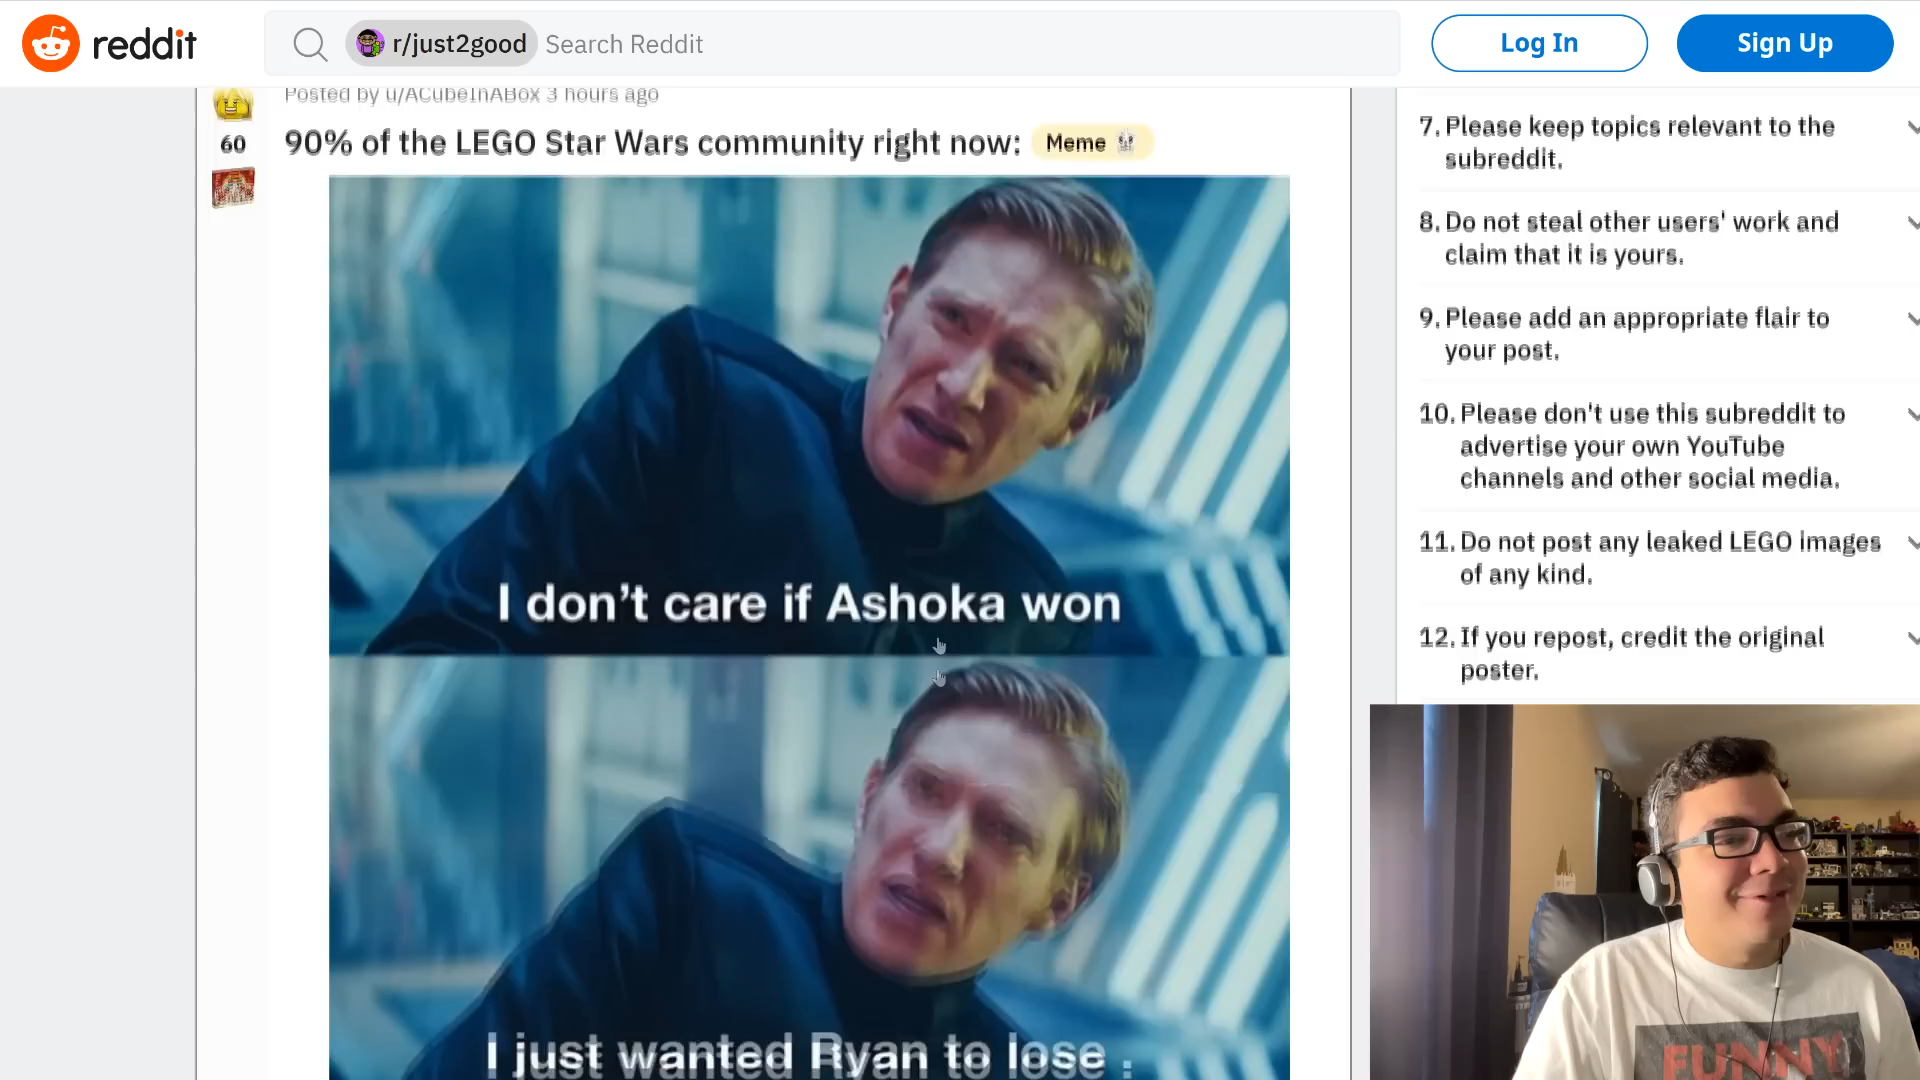 reddit
r/just2good
Search Reddit
Log In
Sign Up
Posted by u/ACubeInABox 3 hours ago
60
90% of the LEGO Star Wars community right now:
Meme
I don't care if Ashoka won
I just wanted Ryan to lose .
7. Please keep topics relevant to the
subreddit.
8. Do not steal other users' work and
claim that it is yours.
9. Please add an appropriate flair to
your post.
10. Please don't use this subreddit to
advertise your own YouTube
channels and other social media.
11. Do not post any leaked LEGO images
of any kind.
12. If you repost, credit the original
poster.
FUNNY